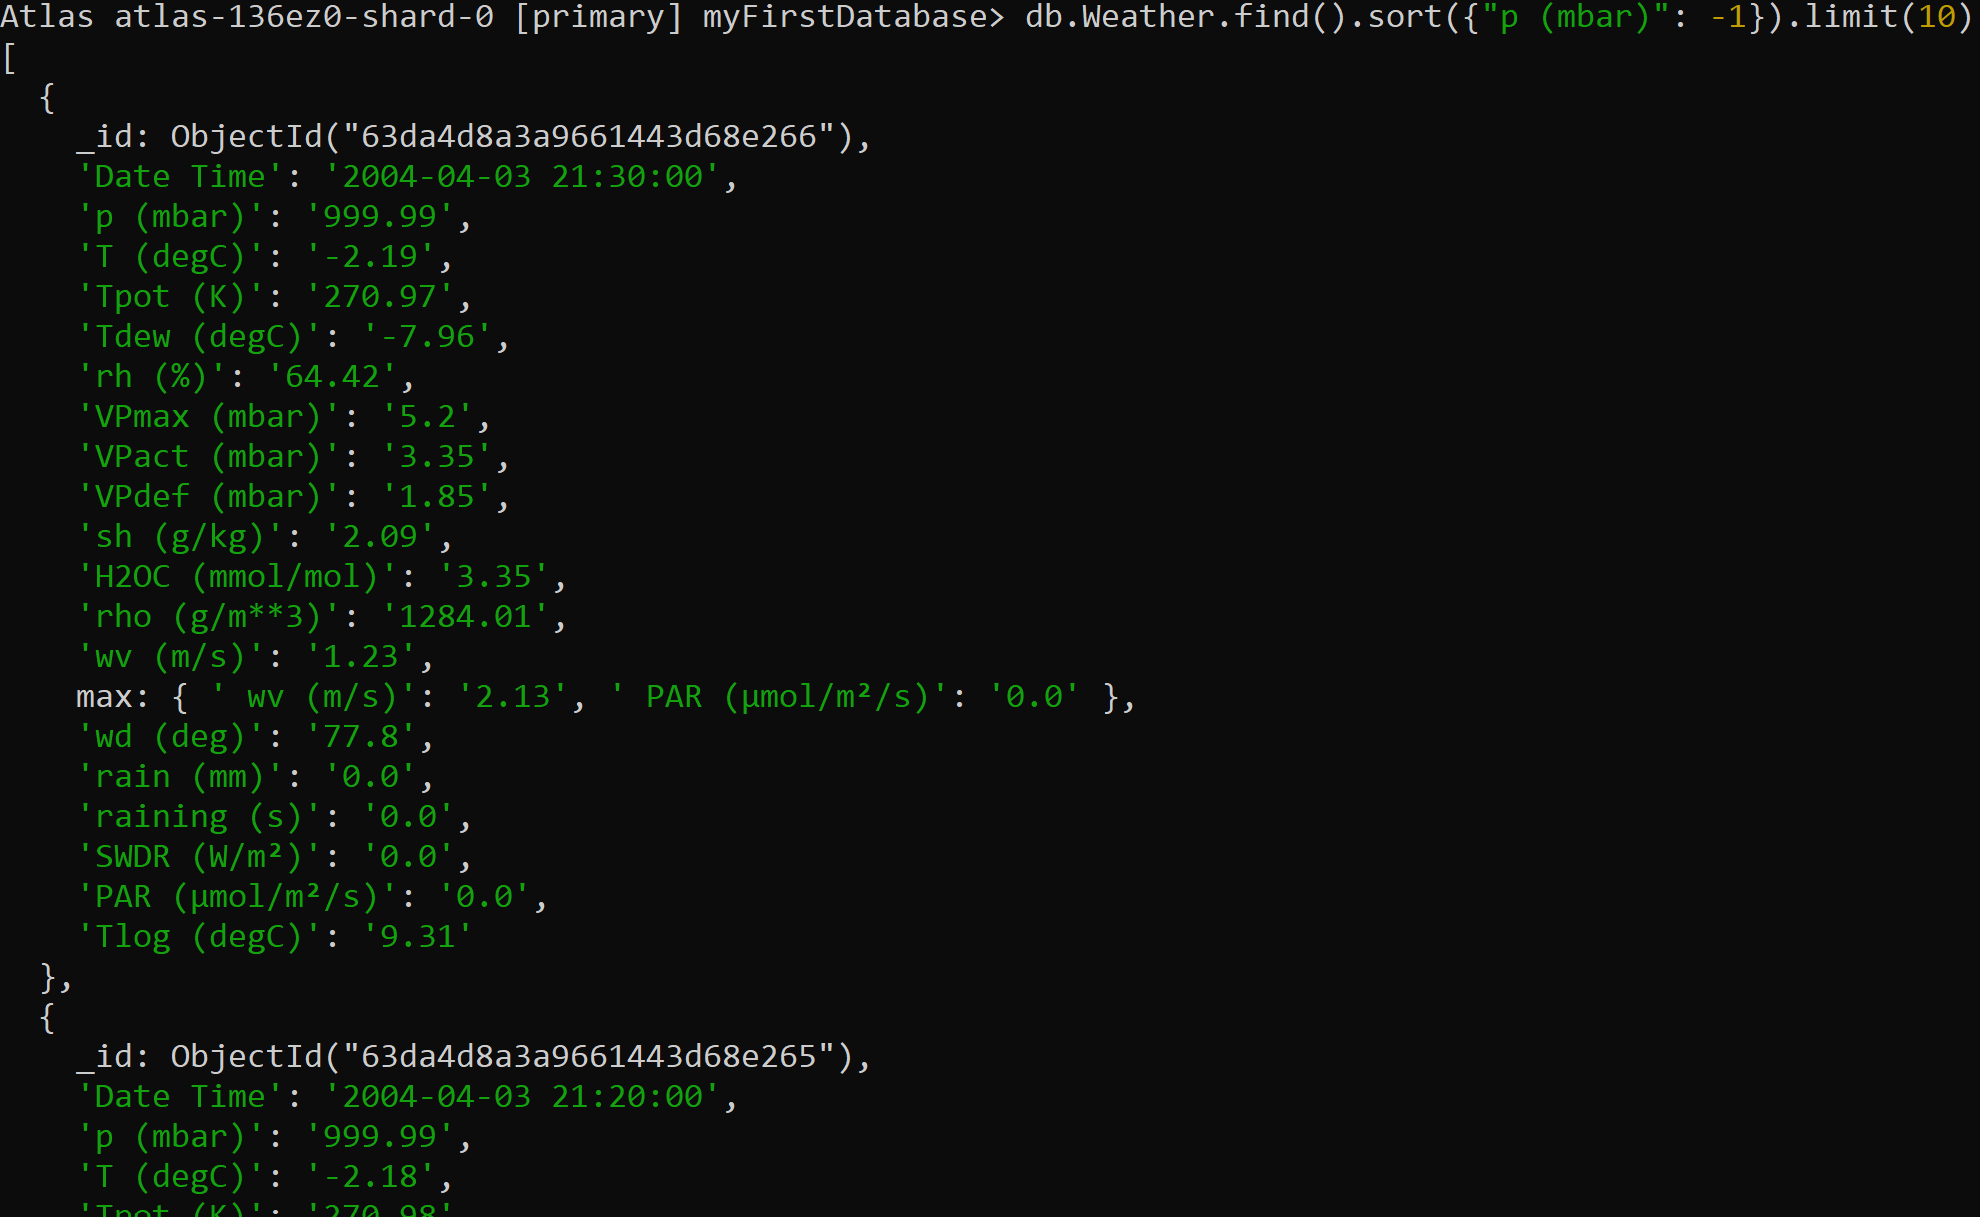 Atlas atlas-136ez0-shard-0 [primary] myFirstDatabase> db.Weather.find().sort({"p (mbar)": -1}).limit(10)
[
  {
    _id: ObjectId("63da4d8a3a9661443d68e266"),
    'Date Time': '2004-04-03 21:30:00',
    'p (mbar)': '999.99',
    'T (degC)': '-2.19',
    'Tpot (K)': '270.97',
    'Tdew (degC)': '-7.96',
    'rh (%)': '64.42',
    'VPmax (mbar)': '5.2',
    'VPact (mbar)': '3.35',
    'VPdef (mbar)': '1.85',
    'sh (g/kg)': '2.09',
    'H2OC (mmol/mol)': '3.35',
    'rho (g/m**3)': '1284.01',
    'wv (m/s)': '1.23',
    max: { ' wv (m/s)': '2.13', ' PAR (µmol/m²/s)': '0.0' },
    'wd (deg)': '77.8',
    'rain (mm)': '0.0',
    'raining (s)': '0.0',
    'SWDR (W/m²)': '0.0',
    'PAR (µmol/m²/s)': '0.0',
    'Tlog (degC)': '9.31'
  },
  {
    _id: ObjectId("63da4d8a3a9661443d68e265"),
    'Date Time': '2004-04-03 21:20:00',
    'p (mbar)': '999.99',
    'T (degC)': '-2.18',
    'Tpot (K)': '270.98'